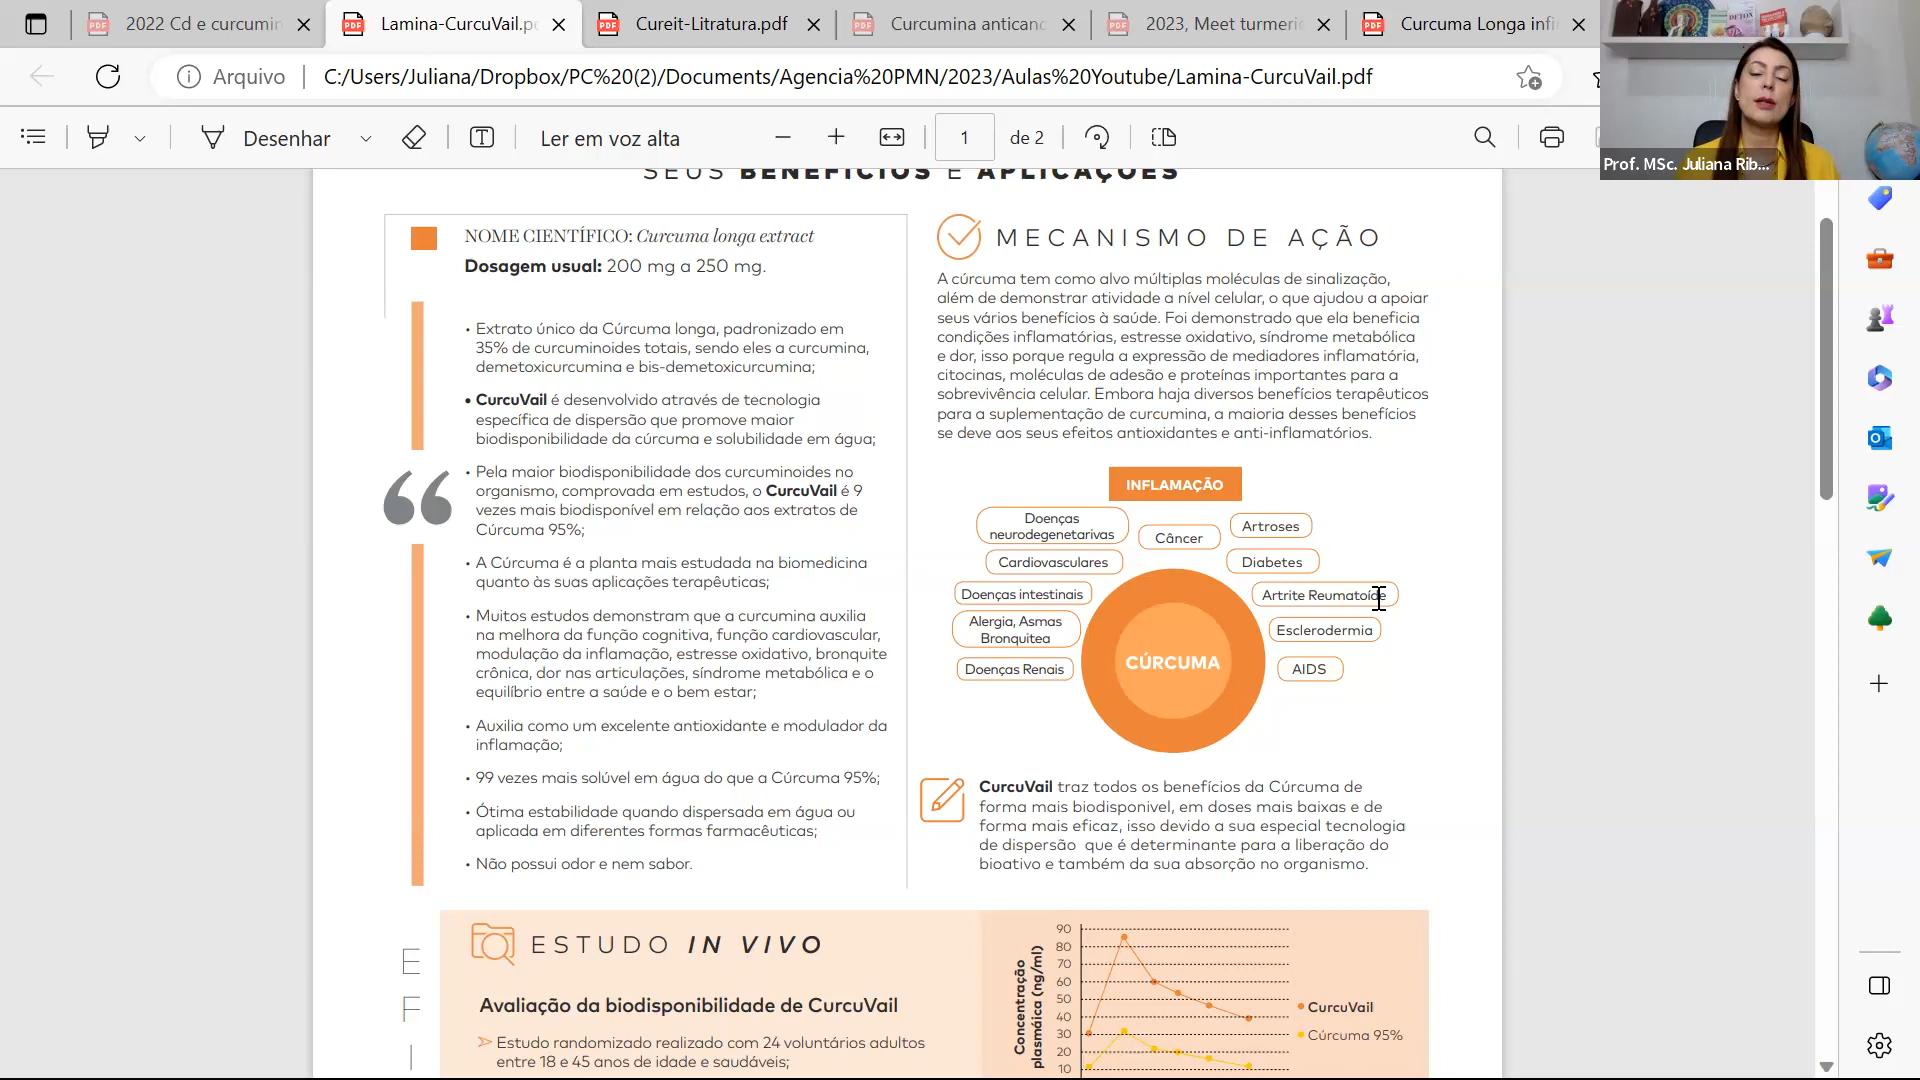 2022 Cd e curcumin
Lamina-CurcuVail.p
Cureit-Litratura.pdf
Curcumina anticanc
2023, Meet turmeri
Curcuma Longa infl
Arquivo
C:/Users/Juliana/Dropbox/PC%20(2)/Documents/Agencia%20PMN/2023/Aulas%20Youtube/Lamina-CurcuVail.pdf
Desenhar
Ler em voz alta
1
de 2
Prof. MSc. Juliana Rib...
SEUS BENEFÍCIOS E APLICAÇÕES
NOME CIENTÍFICO: Curcuma longa extract
Dosagem usual: 200 mg a 250 mg.
• Extrato único da Cúrcuma longa, padronizado em
35% de curcuminoides totais, sendo eles a curcumina,
demetoxicurcumina e bis-demetoxicurcumina;
• CurcuVail é desenvolvido através de tecnologia
específica de dispersão que promove maior
biodisponibilidade da cúrcuma e solubilidade em água;
• Pela maior biodisponibilidade dos curcuminoides no
organismo, comprovada em estudos, o CurcuVail é 9
vezes mais biodisponível em relação aos extratos de
Cúrcuma 95%;
• A Cúrcuma é a planta mais estudada na biomedicina
quanto às suas aplicações terapêuticas;
• Muitos estudos demonstram que a curcumina auxilia
na melhora da função cognitiva, função cardiovascular,
modulação da inflamação, estresse oxidativo, bronquite
crônica, dor nas articulações, síndrome metabólica e o
equilíbrio entre a saúde e o bem estar;
• Auxilia como um excelente antioxidante e modulador da
inflamação;
• 99 vezes mais solúvel em água do que a Cúrcuma 95%;
• Ótima estabilidade quando dispersada em água ou
aplicada em diferentes formas farmacêuticas;
• Não possui odor e nem sabor.
MECANISMO DE AÇÃO
A cúrcuma tem como alvo múltiplas moléculas de sinalização,
além de demonstrar atividade a nível celular, o que ajudou a apoiar
seus vários benefícios à saúde. Foi demonstrado que ela beneficia
condições inflamatórias, estresse oxidativo, síndrome metabólica
e dor, isso porque regula a expressão de mediadores inflamatória,
citocinas, moléculas de adesão e proteínas importantes para a
sobrevivência celular. Embora haja diversos benefícios terapêuticos
para a suplementação de curcumina, a maioria desses benefícios
se deve aos seus efeitos antioxidantes e anti-inflamatórios.
INFLAMAÇÃO
Doenças
neurodegenetarivas
Câncer
Artroses
Cardiovasculares
Diabetes
Doenças intestinais
Artrite Reumatoíde
Alergia, Asmas
Bronquitea
Esclerodermia
Doenças Renais
AIDS
CÚRCUMA
CurcuVail traz todos os benefícios da Cúrcuma de
forma mais biodisponivel, em doses mais baixas e de
forma mais eficaz, isso devido a sua especial tecnologia
de dispersão que é determinante para a liberação do
bioativo e também da sua absorção no organismo.
E
F
I
ESTUDO IN VIVO
Avaliação da biodisponibilidade de CurcuVail
Estudo randomizado realizado com 24 voluntários adultos
entre 18 e 45 anos de idade e saudáveis;
Concentração
plasmáica (ng/ml)
90
80
70
60
50
40
30
20
10
CurcuVail
Cúrcuma 95%